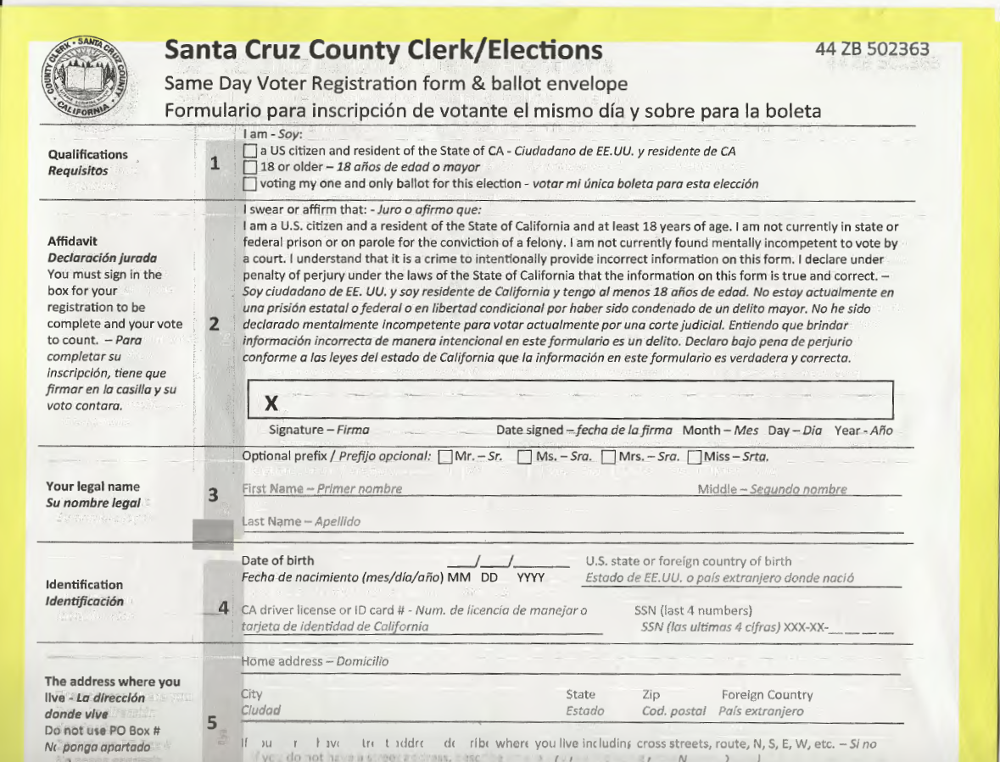 COUNTY CLERK • SANTA CRUZ COUNTY • CALIFORNIA
Santa Cruz County Clerk/Elections
44 ZB 502363
Same Day Voter Registration form & ballot envelope
Formulario para inscripción de votante el mismo día y sobre para la boleta
Qualifications
Requisitos
1
I am - Soy:
a US citizen and resident of the State of CA - Ciudadano de EE.UU. y residente de CA
18 or older – 18 años de edad o mayor
voting my one and only ballot for this election - votar mi única boleta para esta elección
Affidavit
Declaración jurada
You must sign in the
box for your
registration to be
complete and your vote
to count. – Para
completar su
inscripción, tiene que
firmar en la casilla y su
voto contara.
2
I swear or affirm that: - Juro o afirmo que:
I am a U.S. citizen and a resident of the State of California and at least 18 years of age. I am not currently in state or
federal prison or on parole for the conviction of a felony. I am not currently found mentally incompetent to vote by
a court. I understand that it is a crime to intentionally provide incorrect information on this form. I declare under
penalty of perjury under the laws of the State of California that the information on this form is true and correct. –
Soy ciudadano de EE. UU. y soy residente de California y tengo al menos 18 años de edad. No estoy actualmente en
una prisión estatal o federal o en libertad condicional por haber sido condenado de un delito mayor. No he sido
declarado mentalmente incompetente para votar actualmente por una corte judicial. Entiendo que brindar
información incorrecta de manera intencional en este formulario es un delito. Declaro bajo pena de perjurio
conforme a las leyes del estado de California que la información en este formulario es verdadera y correcta.
X
Signature – Firma Date signed – fecha de la firma Month – Mes Day – Dia Year - Año
Your legal name
Su nombre legal
3
Optional prefix / Prefijo opcional: Mr. – Sr. Ms. – Sra. Mrs. – Sra. Miss – Srta.
First Name – Primer nombre Middle – Segundo nombre
Last Name – Apellido
Identification
Identificación
4
Date of birth __/__/____ U.S. state or foreign country of birth
Fecha de nacimiento (mes/día/año) MM DD YYYY Estado de EE.UU. o país extranjero donde nació
CA driver license or ID card # - Num. de licencia de manejar o SSN (last 4 numbers)
tarjeta de identidad de California SSN (las ultimas 4 cifras) XXX-XX-_ _ _ _
The address where you
live - La dirección
donde vive
Do not use PO Box #
No ponga apartado
5
Home address – Domicilio
City State Zip Foreign Country
Ciudad Estado Cod. postal País extranjero
where you live including cross streets, route, N, S, E, W, etc. – Si no